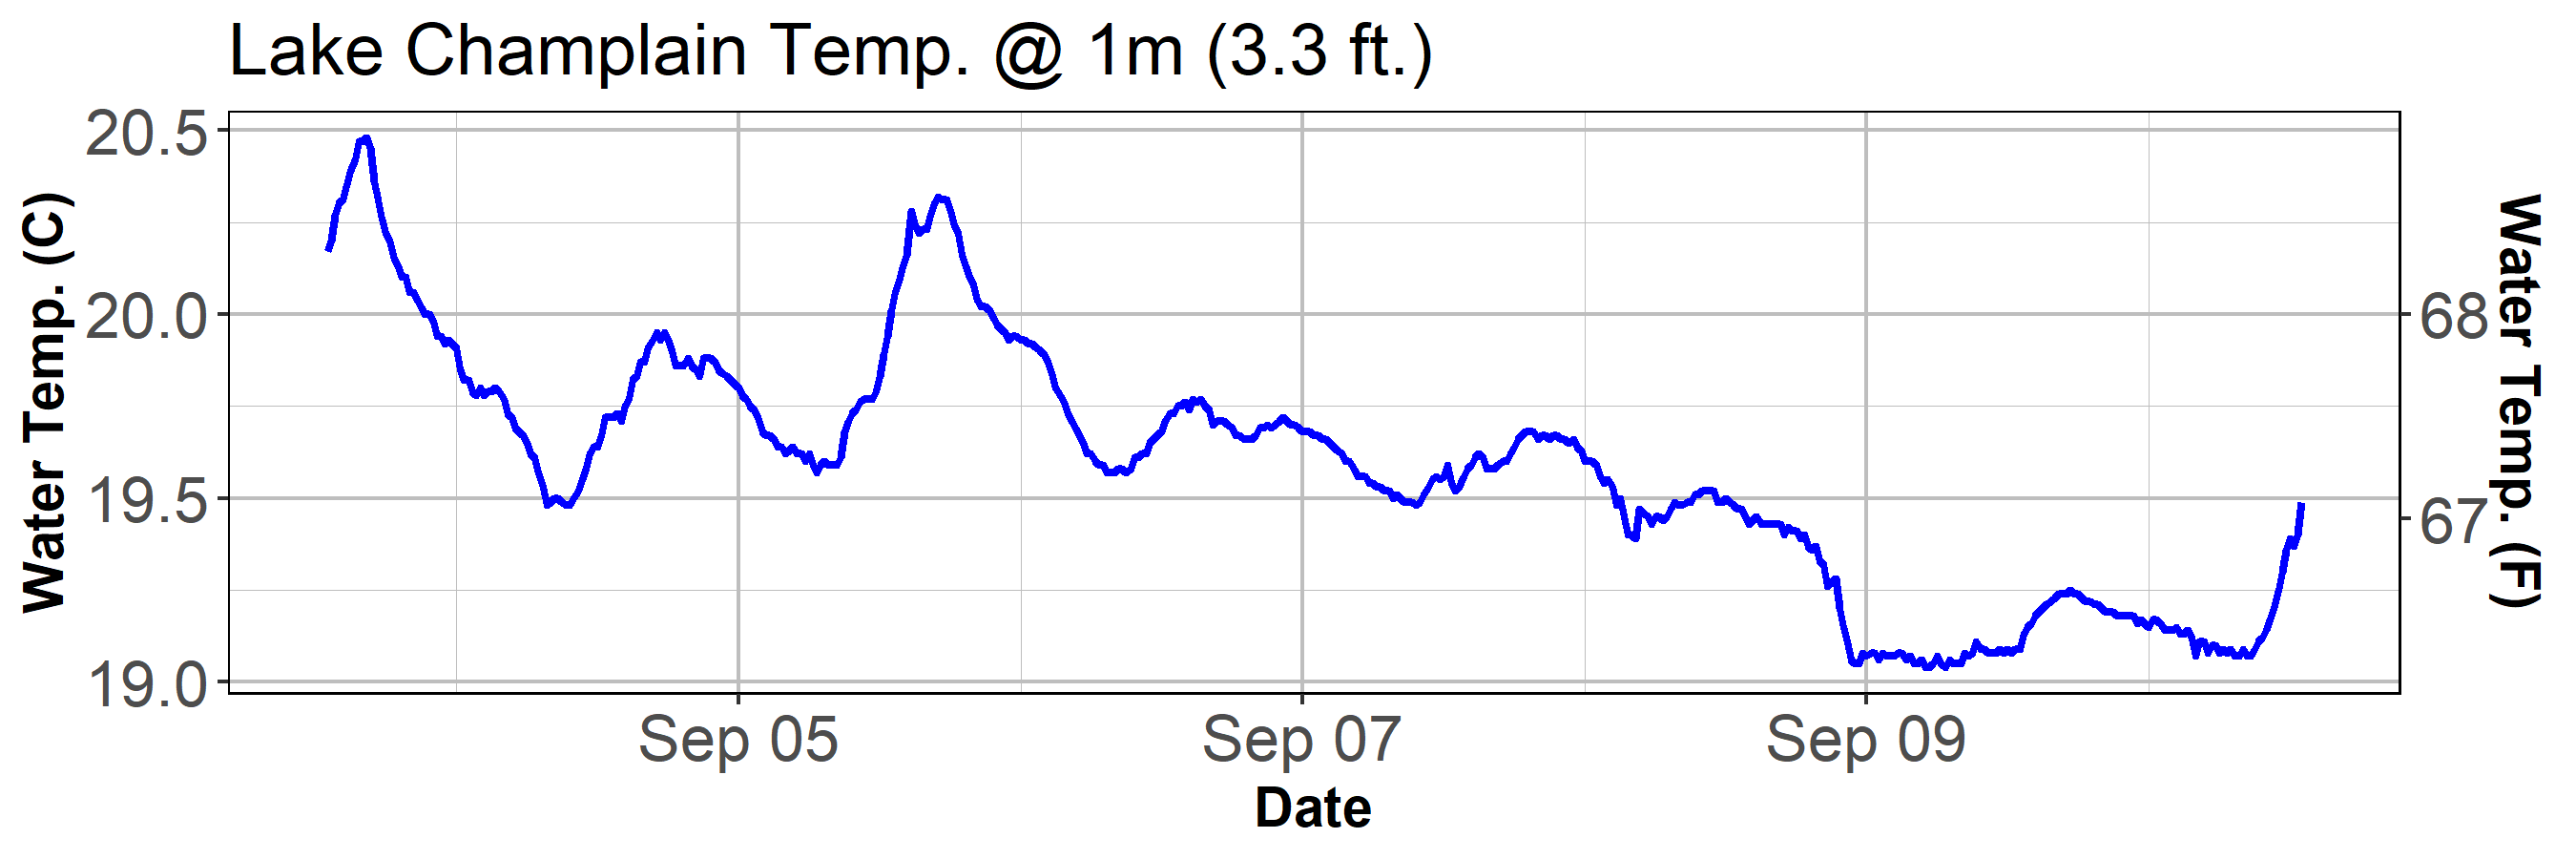 Lake Champlain Temp. @ 1m (3.3 ft.)
Water Temp. (C)
20.5
20.0
19.5
19.0
68
67
Water Temp. (F)
Sep 05
Sep 07
Sep 09
Date